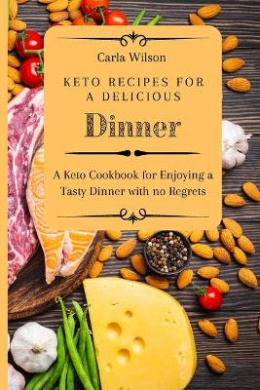 Carla Wilson
KETO RECIPES FOR
A DELICIOUS
Dinner
A Keto Cookbook for Enjoying a
Tasty Dinner with no Regrets